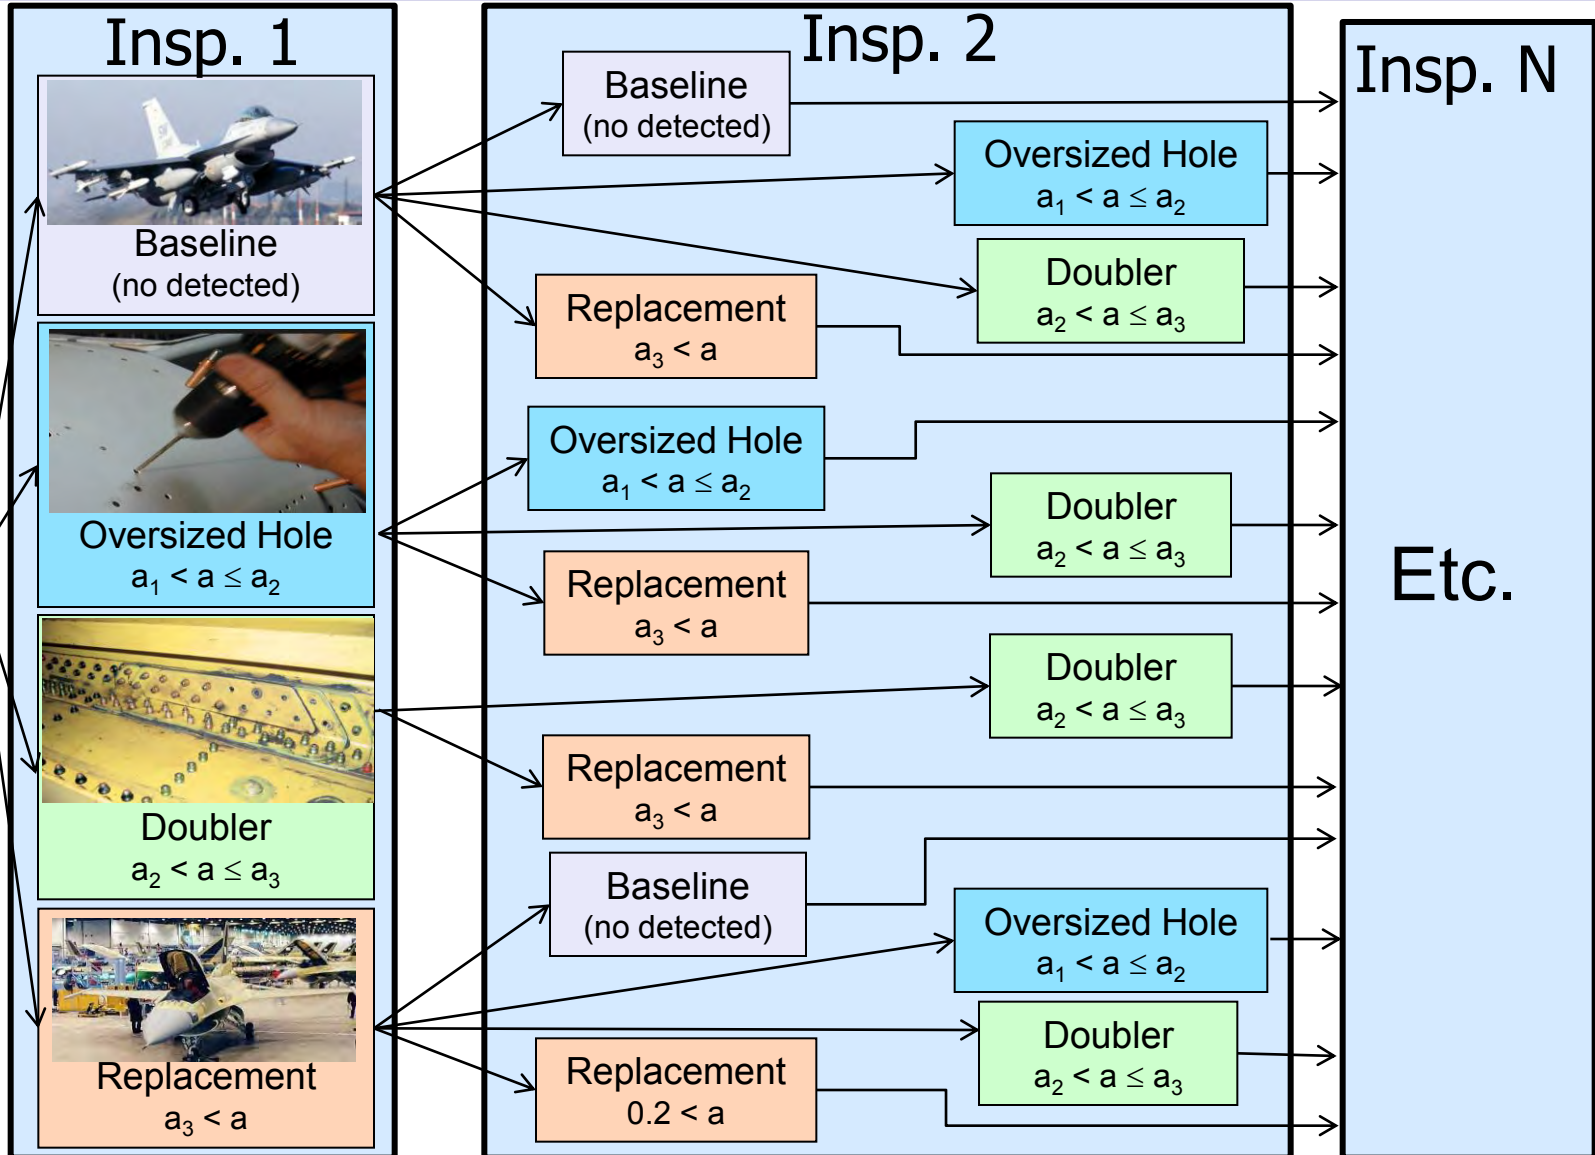 Insp. 1
Baseline
(no detected)
Oversized Hole
a₁ < a ≤ a₂
Doubler
a₂ < a ≤ a₃
Replacement
a₃ < a
Insp. 2
Baseline
(no detected)
Oversized Hole
a₁ < a ≤ a₂
Doubler
a₂ < a ≤ a₃
Replacement
a₃ < a
Oversized Hole
a₁ < a ≤ a₂
Doubler
a₂ < a ≤ a₃
Replacement
a₃ < a
Doubler
a₂ < a ≤ a₃
Replacement
a₃ < a
Baseline
(no detected)
Oversized Hole
a₁ < a ≤ a₂
Doubler
a₂ < a ≤ a₃
Replacement
0.2 < a
Insp. N
Etc.